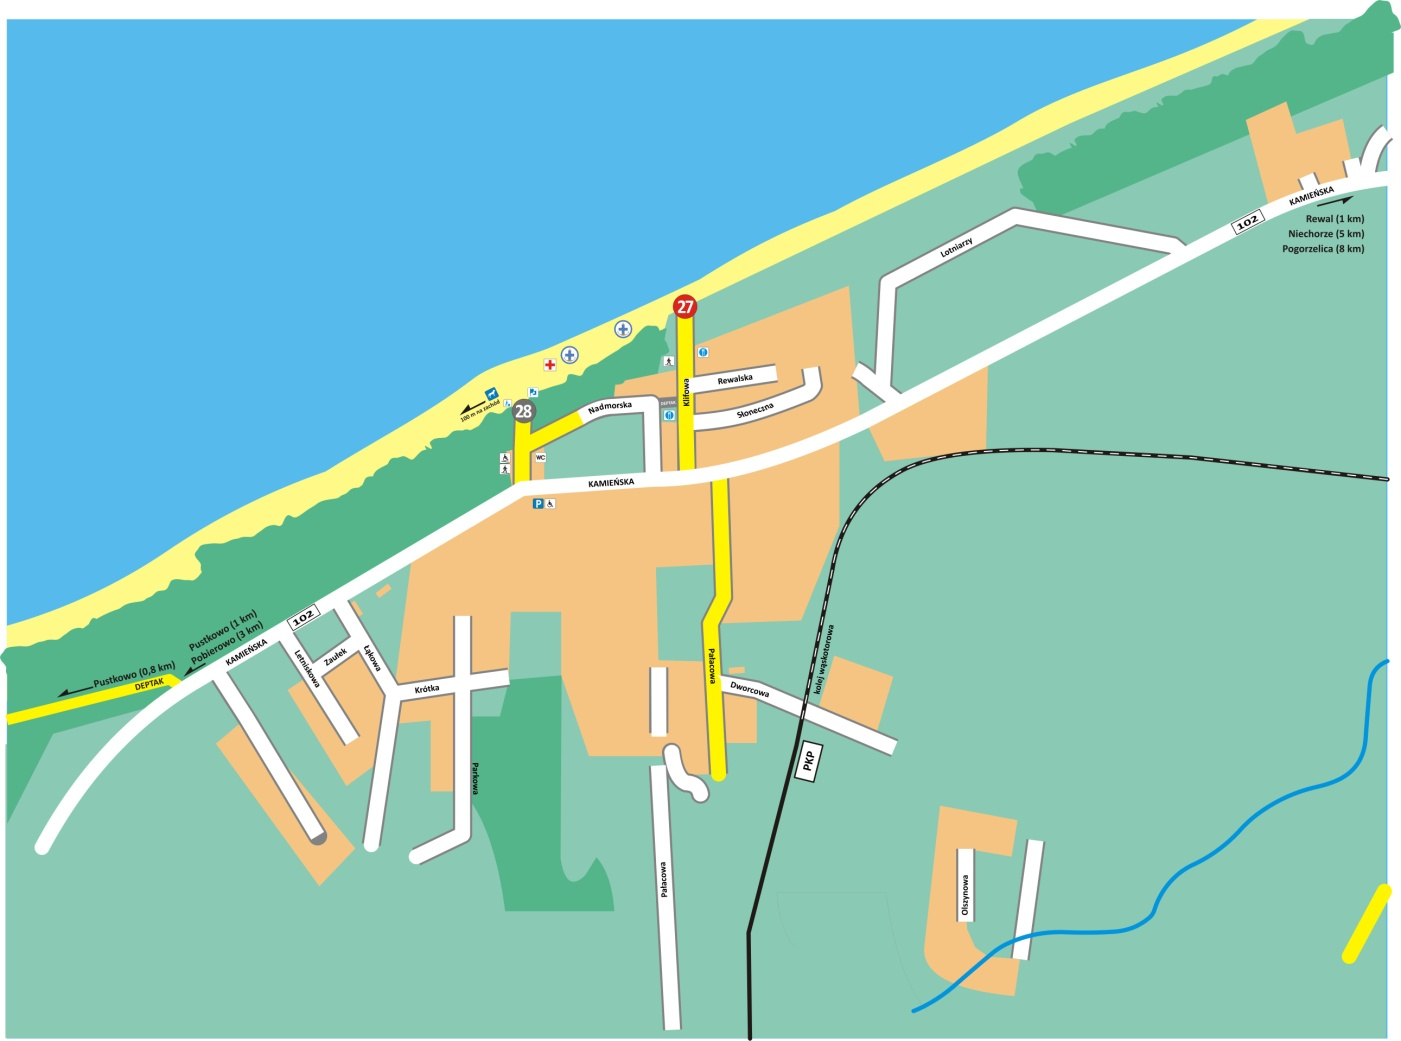 KAMIEŃSKA
102
Rewal (1 km)
Niechorze (5 km)
Pogorzelica (8 km)
Lotniarzy
27
Rewalska
Klifowa
Słoneczna
DEPTAK
Nadmorska
28
100 m na zachód
WC
KAMIEŃSKA
P
102
Pustkowo (1 km)
Pobierowo (3 km)
KAMIEŃSKA
Pustkowo (0,8 km)
DEPTAK
Letniskowa
Zaułek
Łąkowa
Krótka
Parkowa
Pałacowa
Dworcowa
kolej wąskotorowa
PKP
Pałacowa
Olszynowa